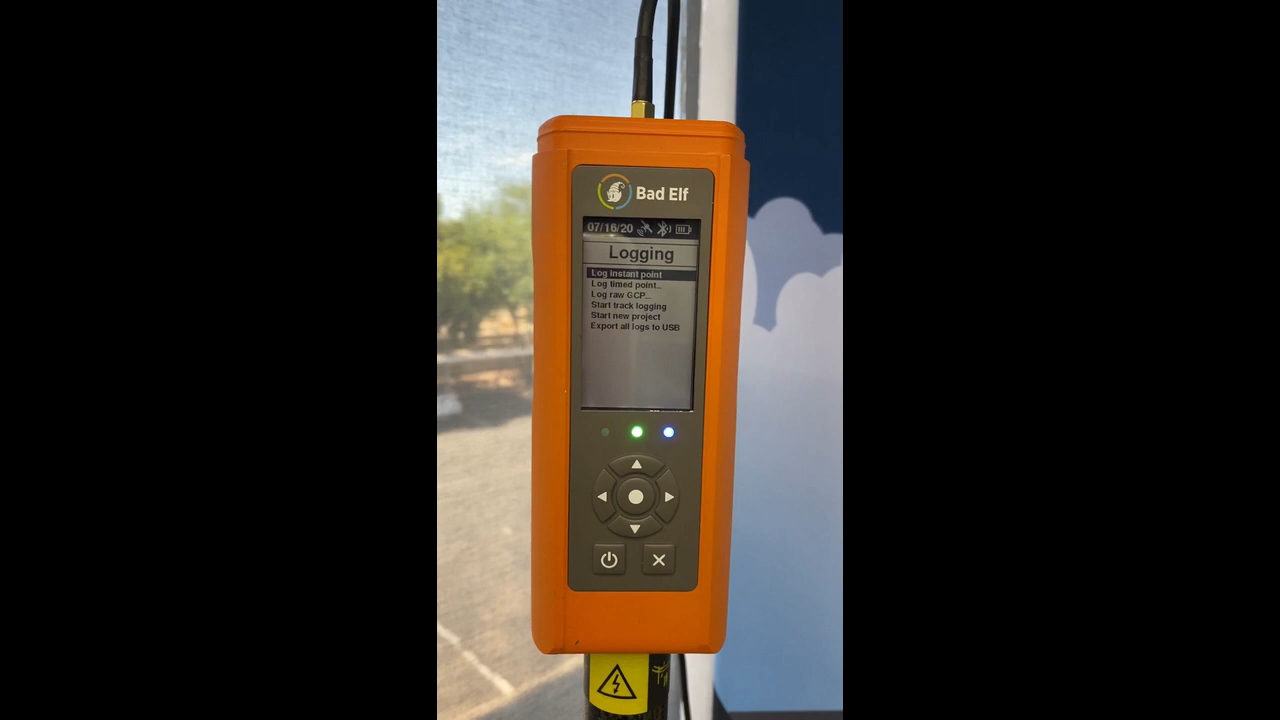 Bad Elf
07/16/20
Logging
Log instant point
Log timed point...
Log raw GCP...
Start track logging
Start new project
Export all logs to USB